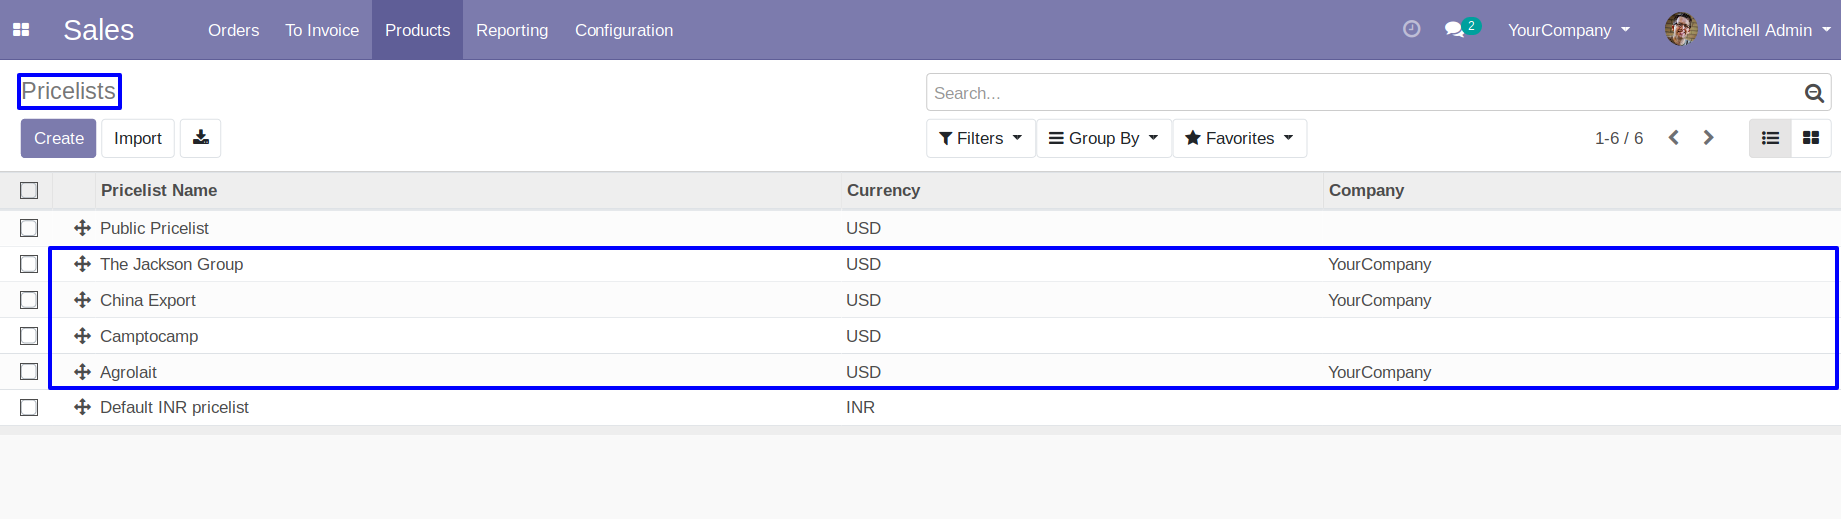 Sales Orders To Invoice Products Reporting Configuration 2 YourCompany Mitchell Admin
Pricelists Search...
Create Import Filters Group By Favorites 1-6 / 6
Pricelist Name Currency Company
Public Pricelist USD
The Jackson Group USD YourCompany
China Export USD YourCompany
Camptocamp USD
Agrolait USD YourCompany
Default INR pricelist INR